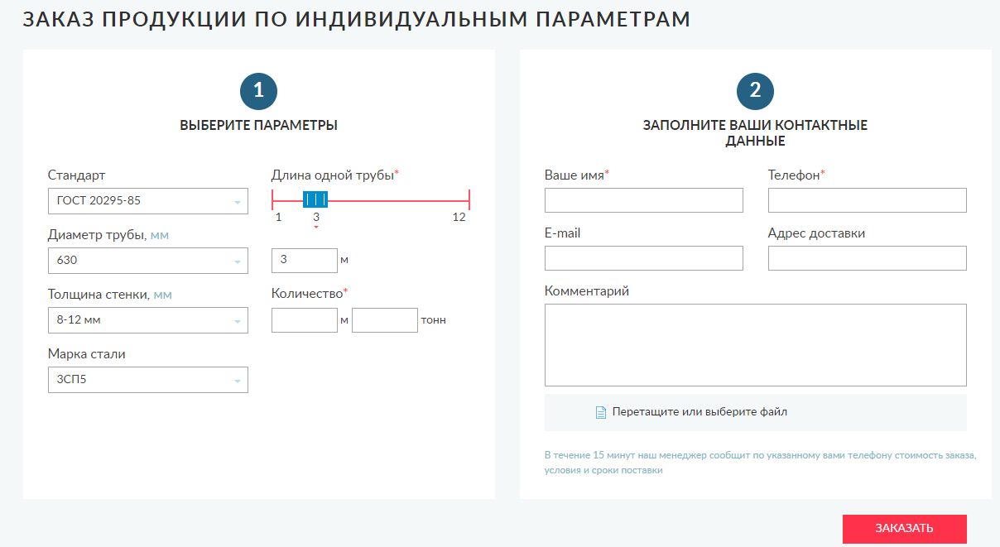 ЗАКАЗ ПРОДУКЦИИ ПО ИНДИВИДУАЛЬНЫМ ПАРАМЕТРАМ
1
ВЫБЕРИТЕ ПАРАМЕТРЫ
Стандарт
ГОСТ 20295-85
Диаметр трубы, мм
630
Толщина стенки, мм
8-12 мм
Марка стали
3СП5
Длина одной трубы*
1 3 12
3 м
Количество*
м тонн
2
ЗАПОЛНИТЕ ВАШИ КОНТАКТНЫЕ
ДАННЫЕ
Ваше имя* Телефон*
E-mail Адрес доставки
Комментарий
Перетащите или выберите файл
В течение 15 минут наш менеджер сообщит по указанному вами телефону стоимость заказа,
условия и сроки поставки
ЗАКАЗАТЬ